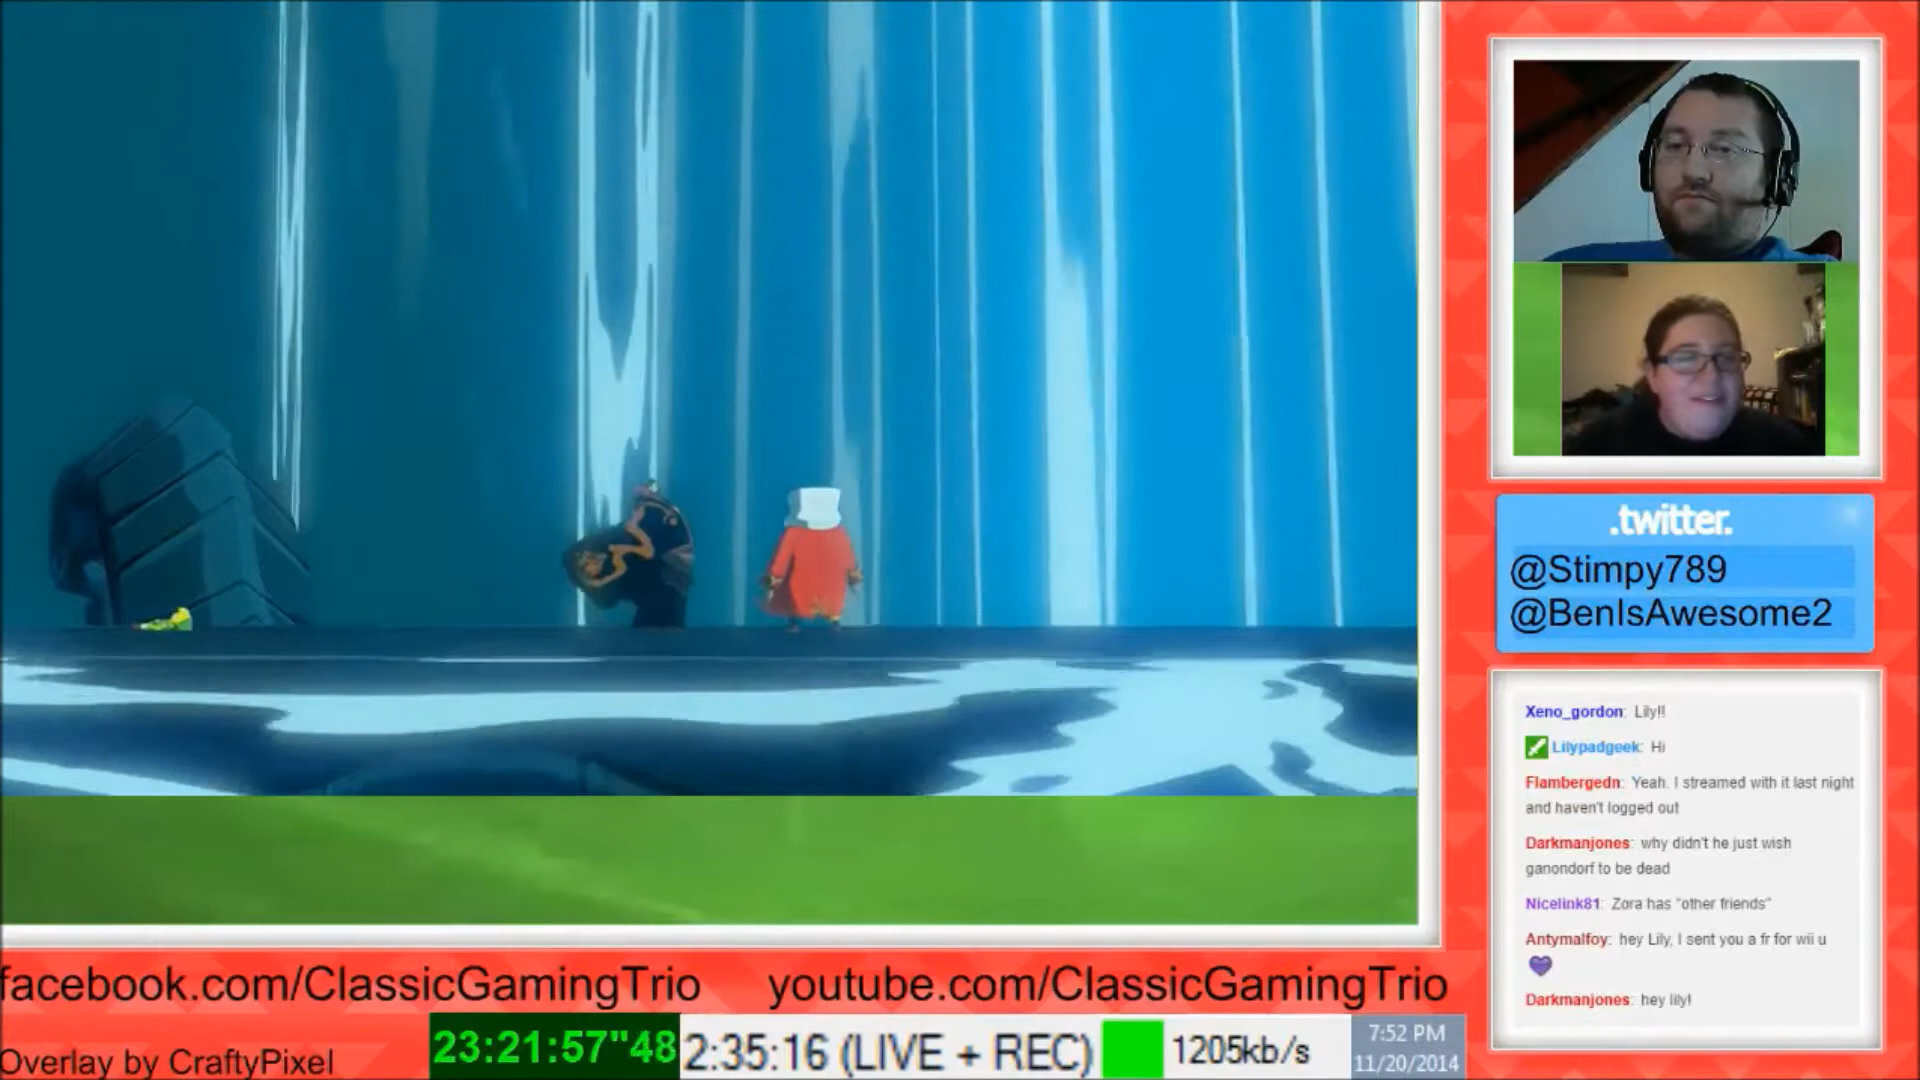 .twitter.
@Stimpy789
@BenIsAwesome2
Xeno_gordon: Lily!!
Lilypadgeek: Hi
Flambergedn: Yeah. I streamed with it last night
and haven't logged out
Darkmanjones: why didn't he just wish
ganondorf to be dead
Nicelink81: Zora has "other friends"
Antymalfoy: hey Lily, I sent you a fr for wii u
Darkmanjones: hey lily!
facebook.com/ClassicGamingTrio youtube.com/ClassicGamingTrio
Overlay by CraftyPixel
23:21:57"48
2:35:16 (LIVE + REC)
1205kb/s
7:52 PM
11/20/2014